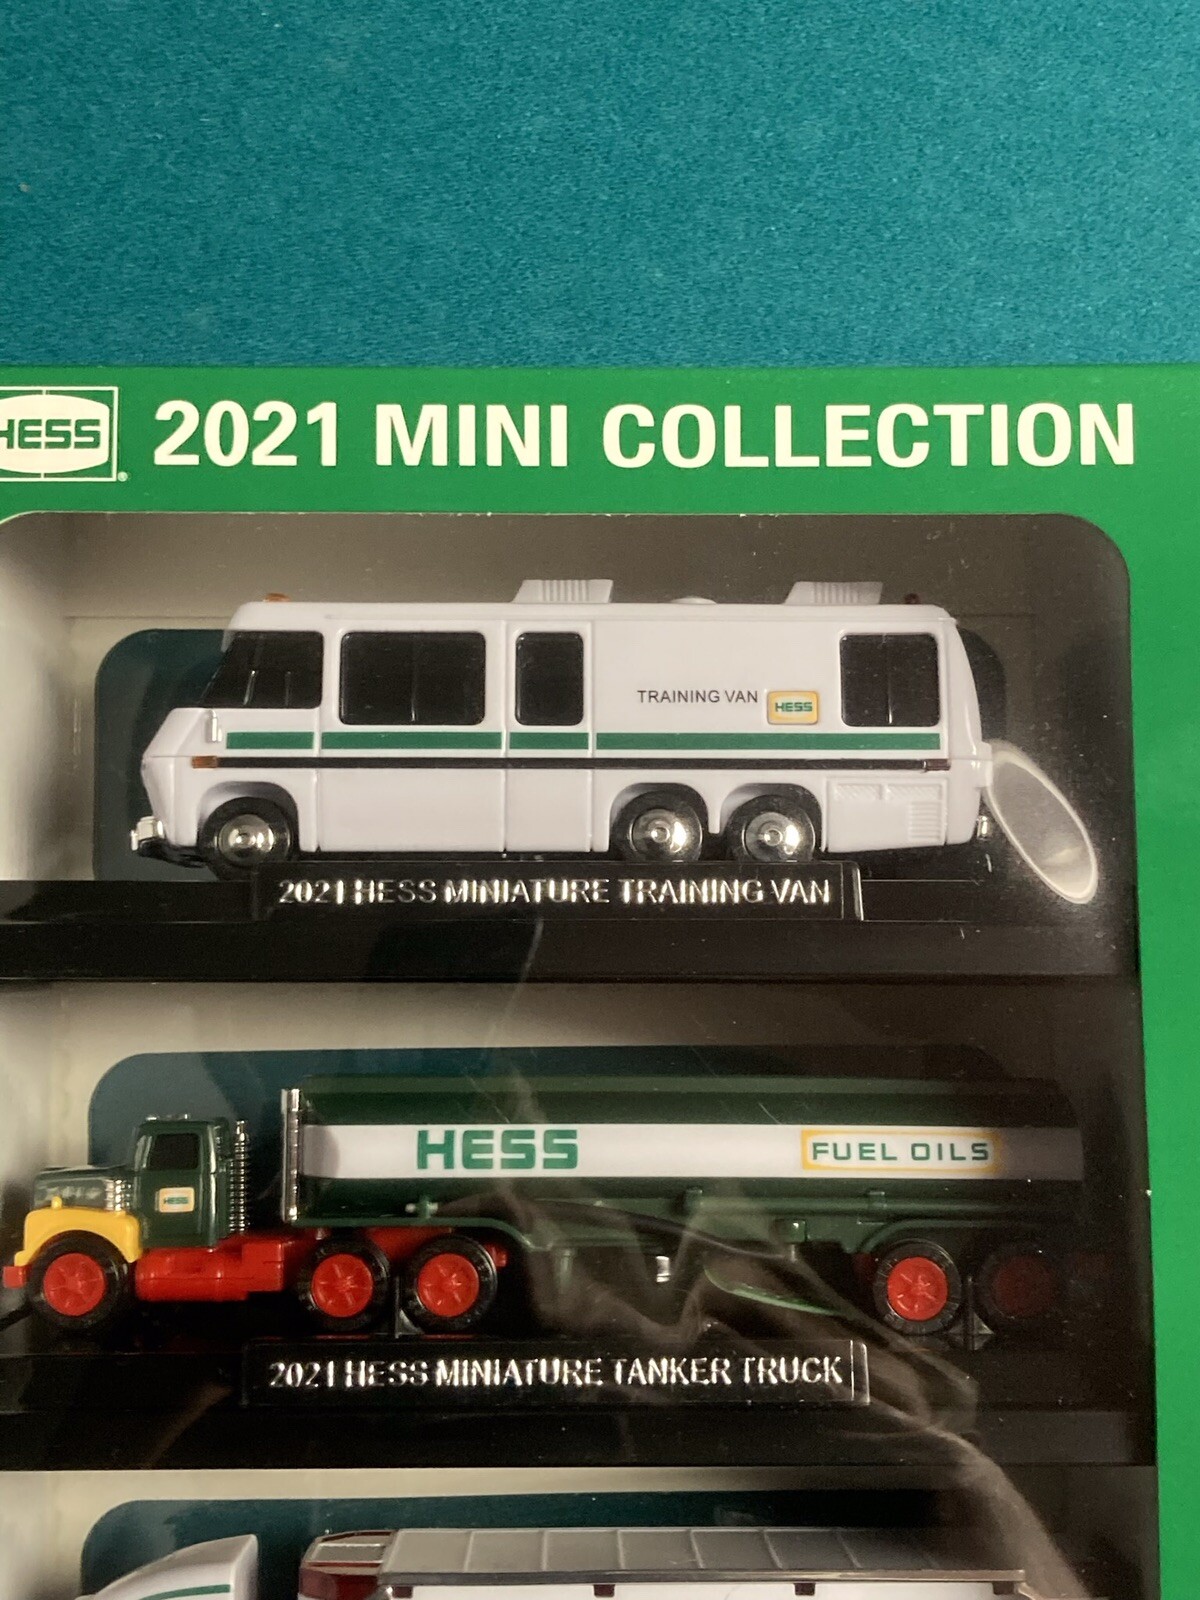 HESS
2021 MINI COLLECTION
TRAINING VAN
HESS
2021 HESS MINIATURE TRAINING VAN
HESS
FUEL OILS
HESS
2021 HESS MINIATURE TANKER TRUCK